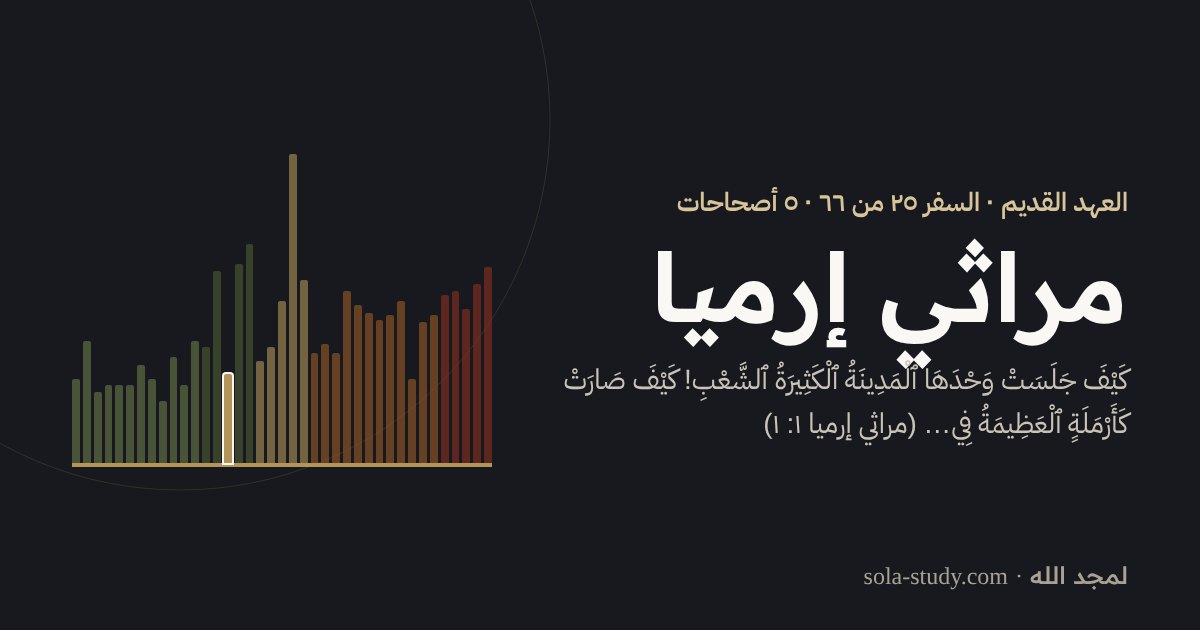 العهد القديم · السفر ٢٥ من ٦٦ · ٥ أصحاحات
مراثي إرميا
كَيْفَ جَلَسَتْ وَحْدَهَا ٱلْمَدِينَةُ ٱلْكَثِيرَةُ ٱلشَّعْبِ! كَيْفَ صَارَتْ
كَأَرْمَلَةٍ ٱلْعَظِيمَةُ فِي… (مراثي إرميا ١: ١)
لمجد الله · sola-study.com